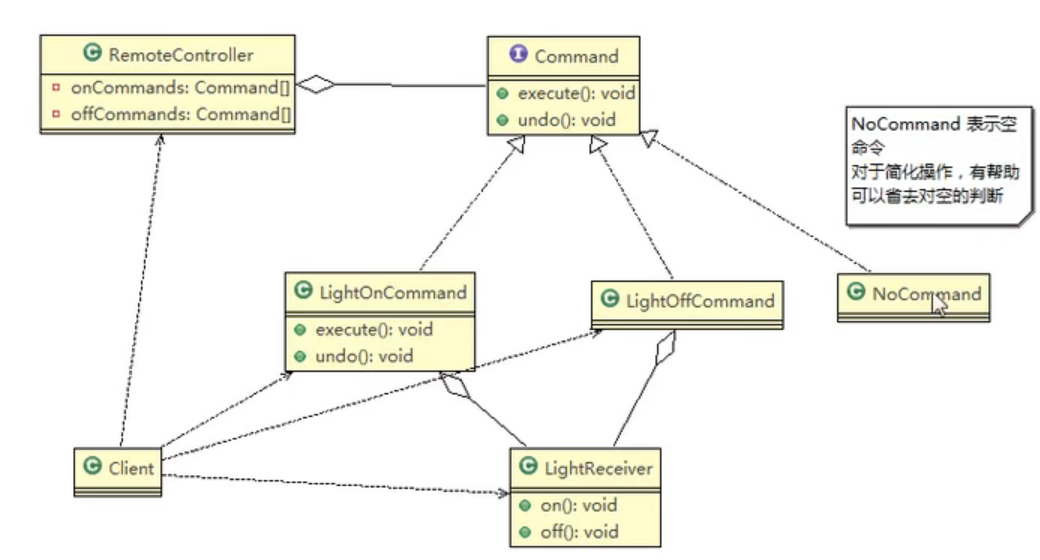 RemoteController
onCommands: Command[]
offCommands: Command[]
Command
execute(): void
undo(): void
NoCommand 表示空
命令
对于简化操作，有帮助
可以省去对空的判断
LightOnCommand
execute(): void
undo(): void
LightOffCommand
NoCommand
Client
LightReceiver
on(): void
off(): void